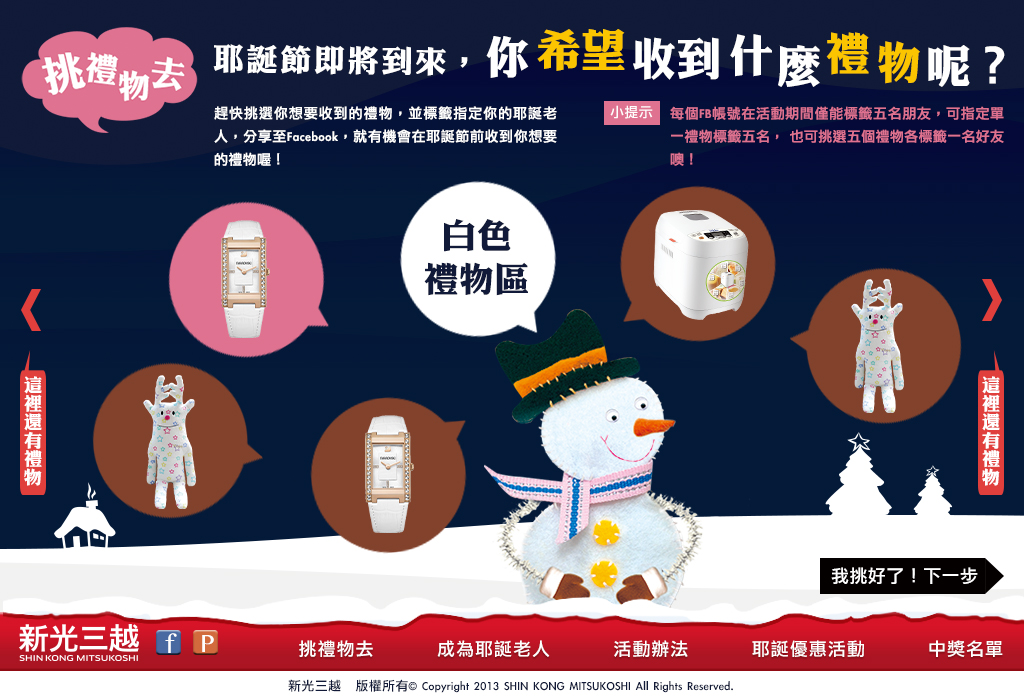 挑禮物去
耶誕節即將到來，你希望收到什麼禮物呢？
趕快挑選你想要收到的禮物，並標籤指定你的耶誕老
人，分享至Facebook，就有機會在耶誕節前收到你想要
的禮物喔！
小提示
每個FB帳號在活動期間僅能標籤五名朋友，可指定單
一禮物標籤五名， 也可挑選五個禮物各標籤一名好友
噢！
白色
禮物區
這裡還有禮物
這裡還有禮物
我挑好了！下一步
新光三越
SHIN KONG MITSUKOSHI
f
P
挑禮物去
成為耶誕老人
活動辦法
耶誕優惠活動
中獎名單
新光三越 版權所有© Copyright 2013 SHIN KONG MITSUKOSHI All Rights Reserved.